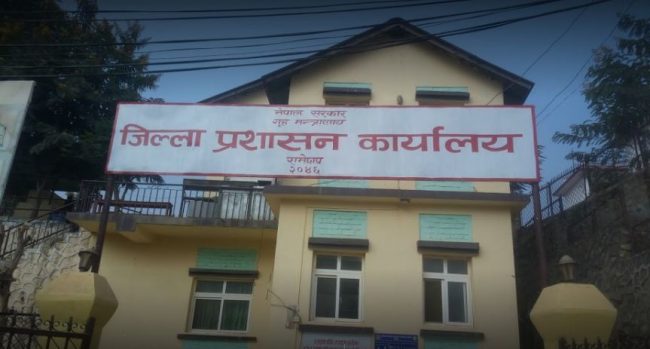 नेपाल सरकार
गृह मन्त्रालय
जिल्ला प्रशासन कार्यालय
रामेछाप
२०४६